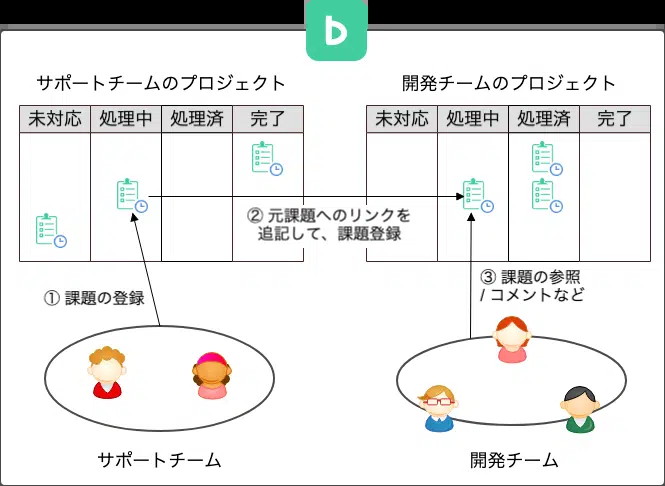 b
サポートチームのプロジェクト
開発チームのプロジェクト
未対応 処理中 処理済 完了
未対応 処理中 処理済 完了
② 元課題へのリンクを
追記して、課題登録
① 課題の登録
③ 課題の参照
/ コメントなど
サポートチーム
開発チーム